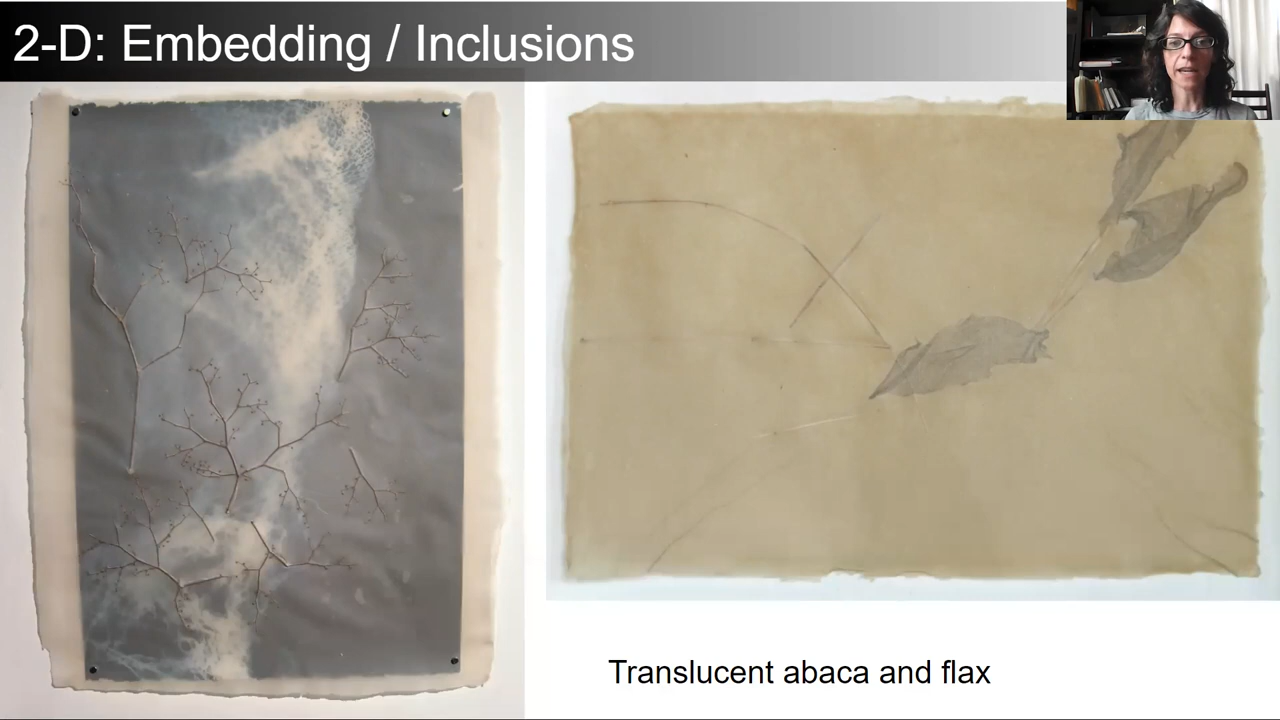 2-D: Embedding / Inclusions
Translucent abaca and flax